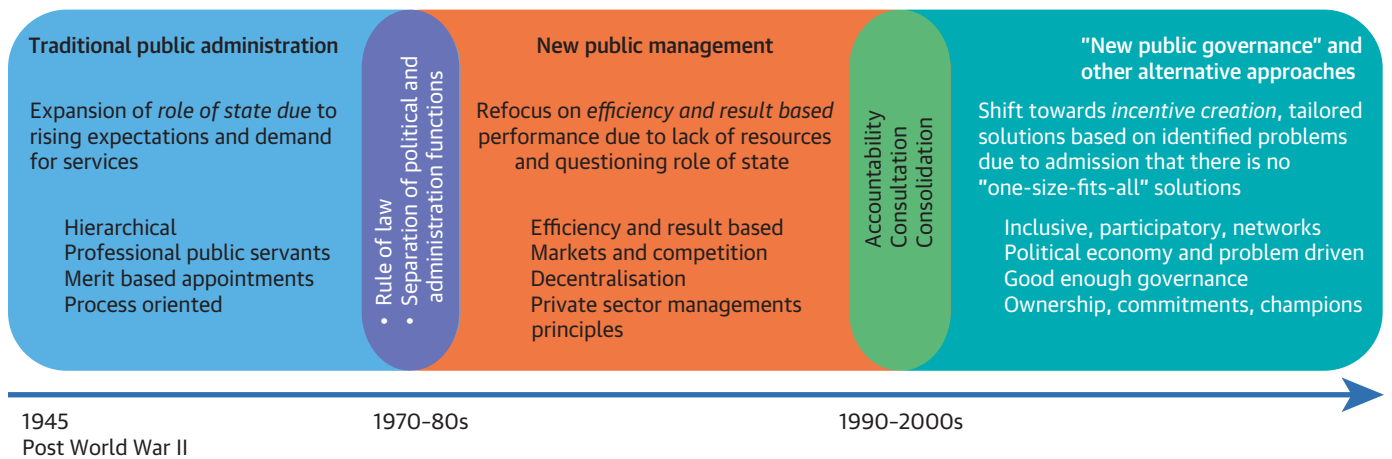 Traditional public administration
Expansion of role of state due to
rising expectations and demand
for services
Hierarchical
Professional public servants
Merit based appointments
Process oriented
• Rule of law
• Separation of political and
administration functions
New public management
Refocus on efficiency and result based
performance due to lack of resources
and questioning role of state
Efficiency and result based
Markets and competition
Decentralisation
Private sector managements
principles
Accountability
Consultation
Consolidation
"New public governance" and
other alternative approaches
Shift towards incentive creation, tailored
solutions based on identified problems
due to admission that there is no
"one-size-fits-all" solutions
Inclusive, participatory, networks
Political economy and problem driven
Good enough governance
Ownership, commitments, champions
1945
Post World War II
1970-80s
1990-2000s